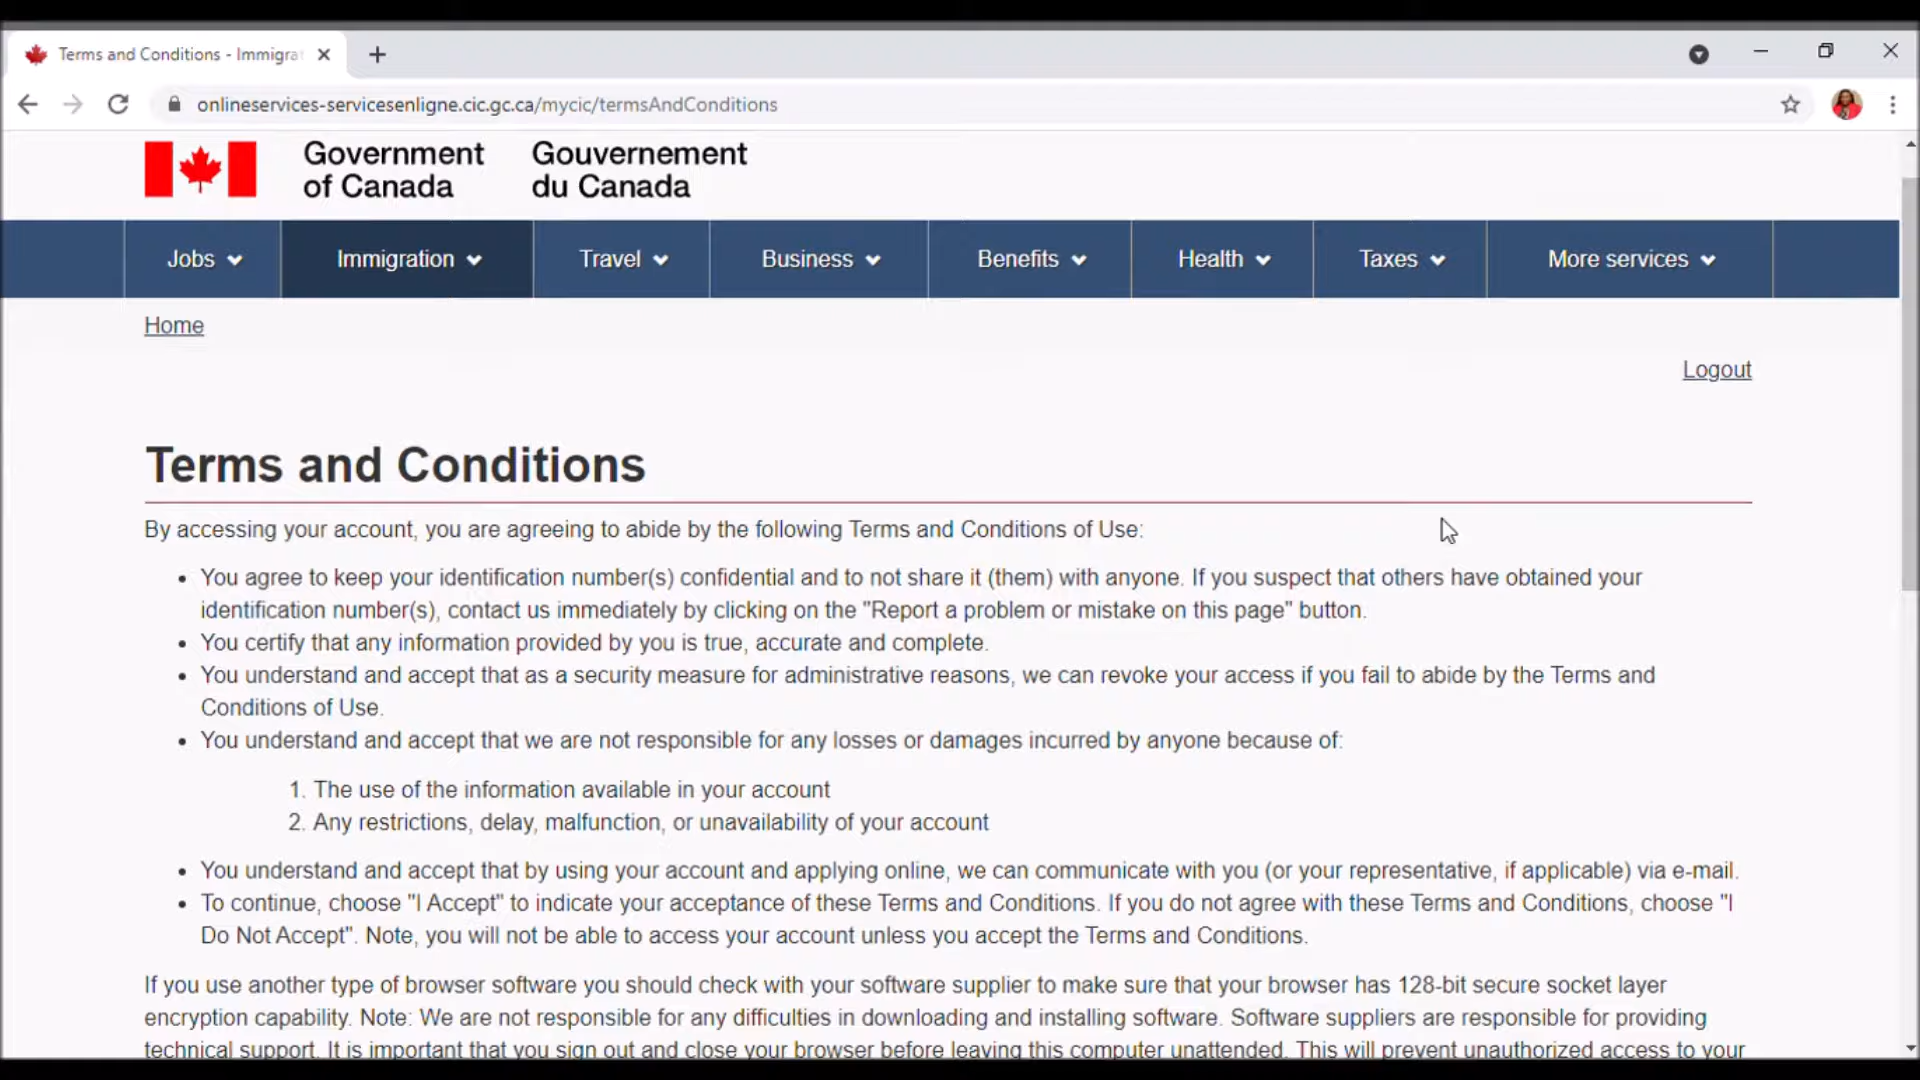 Terms and Conditions - Immigra
onlineservices-servicesenligne.cic.gc.ca/mycic/termsAndConditions
Government of Canada
Gouvernement du Canada
Jobs
Immigration
Travel
Business
Benefits
Health
Taxes
More services
Home
Logout
Terms and Conditions
By accessing your account, you are agreeing to abide by the following Terms and Conditions of Use:
• You agree to keep your identification number(s) confidential and to not share it (them) with anyone. If you suspect that others have obtained your
identification number(s), contact us immediately by clicking on the "Report a problem or mistake on this page" button.
• You certify that any information provided by you is true, accurate and complete.
• You understand and accept that as a security measure for administrative reasons, we can revoke your access if you fail to abide by the Terms and
Conditions of Use.
• You understand and accept that we are not responsible for any losses or damages incurred by anyone because of:
1. The use of the information available in your account
2. Any restrictions, delay, malfunction, or unavailability of your account
• You understand and accept that by using your account and applying online, we can communicate with you (or your representative, if applicable) via e-mail.
• To continue, choose "I Accept" to indicate your acceptance of these Terms and Conditions. If you do not agree with these Terms and Conditions, choose "I
Do Not Accept". Note, you will not be able to access your account unless you accept the Terms and Conditions.
If you use another type of browser software you should check with your software supplier to make sure that your browser has 128-bit secure socket layer
encryption capability. Note: We are not responsible for any difficulties in downloading and installing software. Software suppliers are responsible for providing
technical support. It is important that you sign out and close your browser before leaving this computer unattended. This will prevent unauthorized access to your